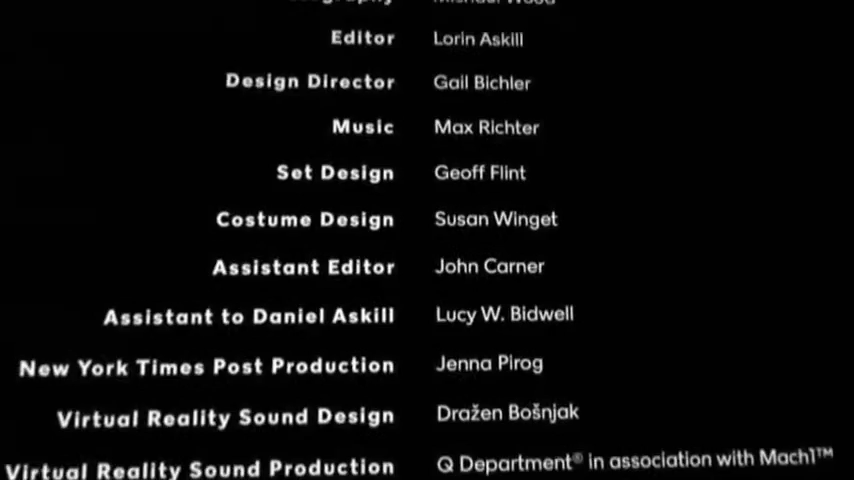 Editor Lorin Askill
Design Director Gail Bichler
Music Max Richter
Set Design Geoff Flint
Costume Design Susan Winget
Assistant Editor John Carner
Assistant to Daniel Askill Lucy W. Bidwell
New York Times Post Production Jenna Pirog
Virtual Reality Sound Design Dražen Bošnjak
Virtual Reality Sound Production Q Department® in association with Mach1™